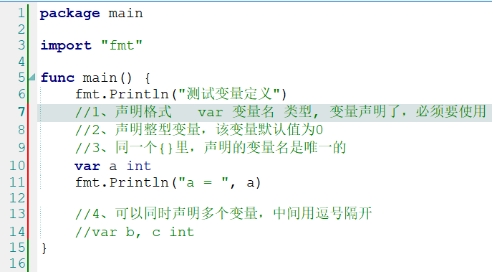 1 package main
2
3 import "fmt"
4
5 func main() {
6 fmt.Println("测试变量定义")
7 //1、声明格式   var 变量名 类型, 变量声明了，必须要使用
8 //2、声明整型变量，该变量默认值为0
9 //3、同一个{}里，声明的变量名是唯一的
10 var a int
11 fmt.Println("a = ", a)
12
13 //4、可以同时声明多个变量，中间用逗号隔开
14 //var b, c int
15 }
16